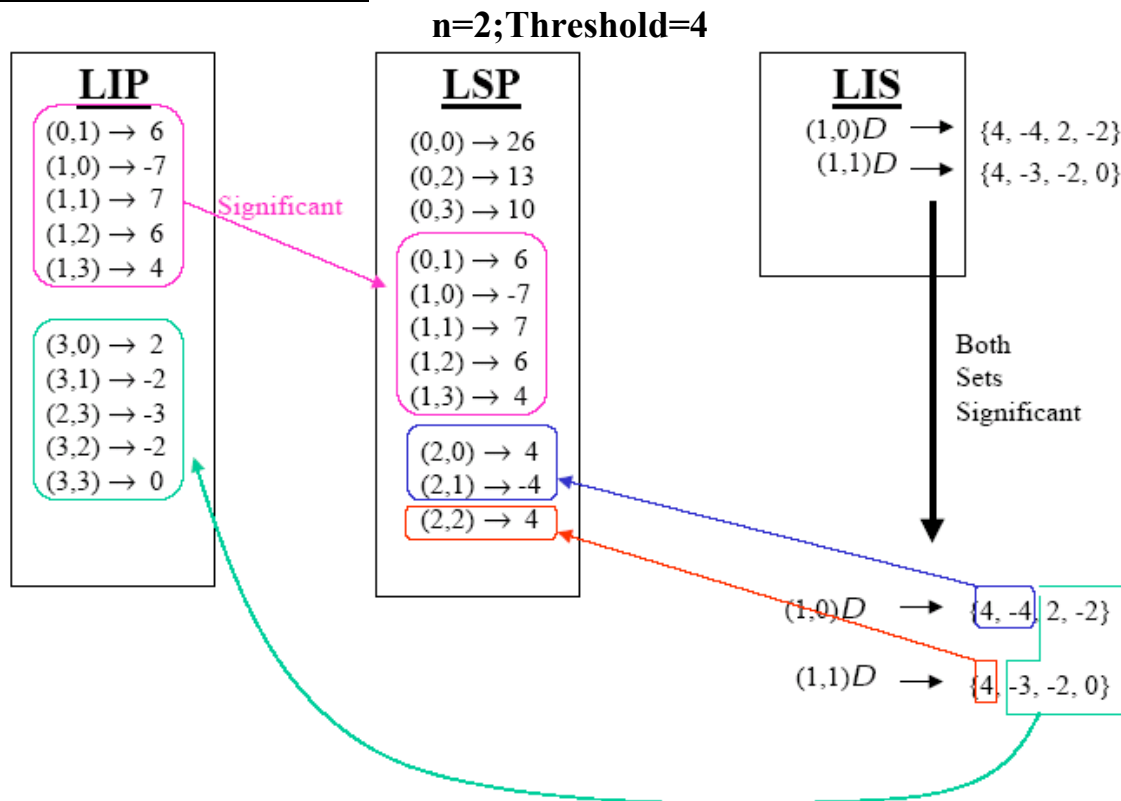 n=2;Threshold=4
LIP
(0,1) → 6
(1,0) → -7
(1,1) → 7
(1,2) → 6
(1,3) → 4
(3,0) → 2
(3,1) → -2
(2,3) → -3
(3,2) → -2
(3,3) → 0
Significant
LSP
(0,0) → 26
(0,2) → 13
(0,3) → 10
(0,1) → 6
(1,0) → -7
(1,1) → 7
(1,2) → 6
(1,3) → 4
(2,0) → 4
(2,1) → -4
(2,2) → 4
LIS
(1,0)D → {4, -4, 2, -2}
(1,1)D → {4, -3, -2, 0}
Both
Sets
Significant
(1,0)D → {4, -4, 2, -2}
(1,1)D → {4, -3, -2, 0}